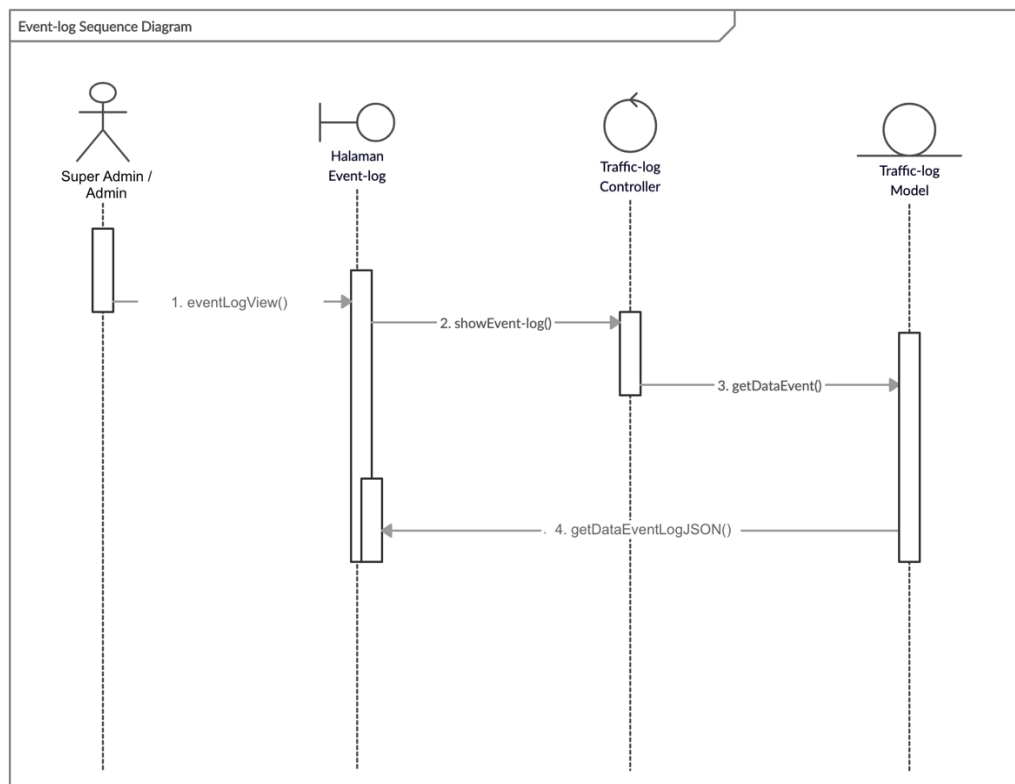 Event-log Sequence Diagram
Super Admin /
Admin
Halaman
Event-log
Traffic-log
Controller
Traffic-log
Model
1. eventLogView()
2. showEvent-log()
3. getDataEvent()
. 4. getDataEventLogJSON()